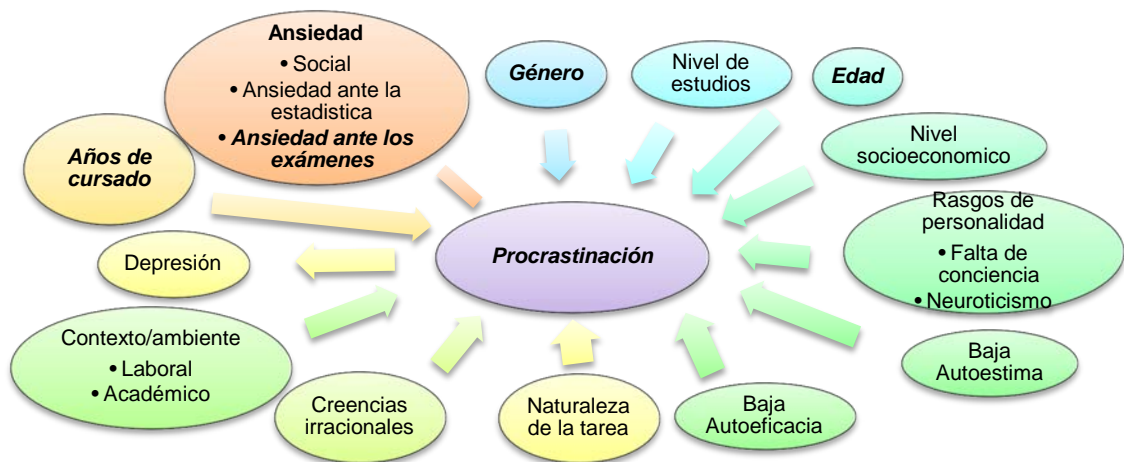 Ansiedad
• Social
• Ansiedad ante la
estadistica
• Ansiedad ante los
exámenes
Género
Nivel de
estudios
Edad
Nivel
socioeconomico
Años de
cursado
Rasgos de
personalidad
• Falta de
conciencia
• Neuroticismo
Procrastinación
Depresión
Contexto/ambiente
• Laboral
• Académico
Creencias
irracionales
Naturaleza
de la tarea
Baja
Autoeficacia
Baja
Autoestima